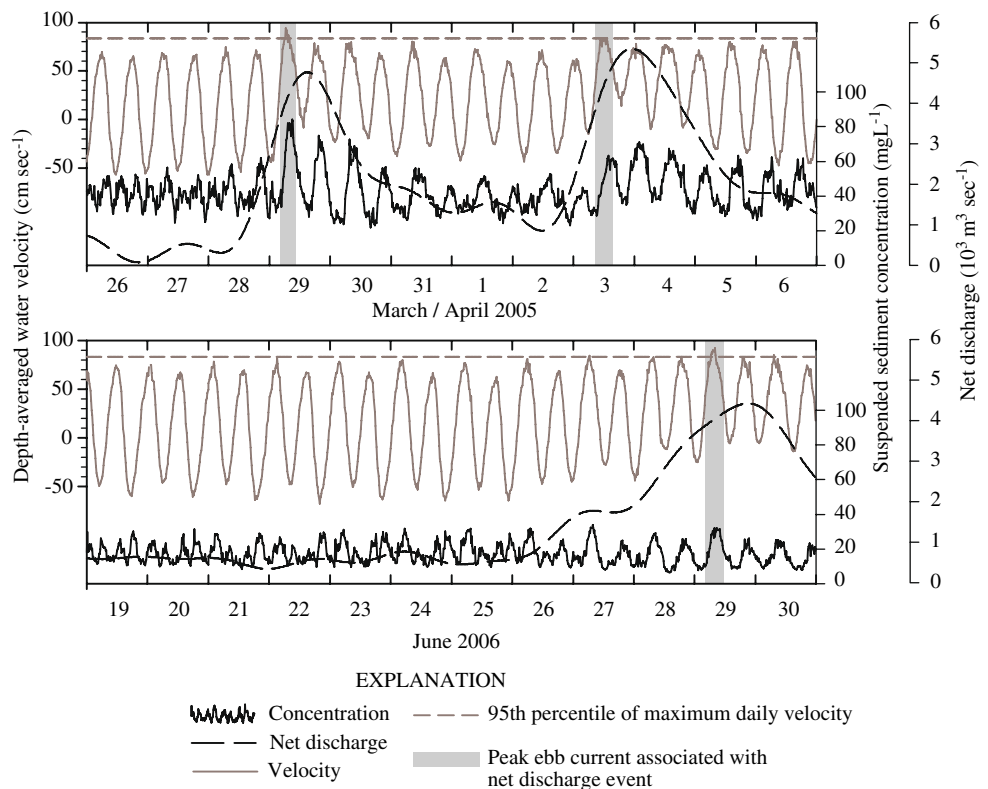 100
50
0
-50
100
80
60
40
20
0
6
5
4
3
2
1
0
26 27 28 29 30 31 1 2 3 4 5 6
March / April 2005
Depth-averaged water velocity (cm sec-1)
Suspended sediment concentration (mgL-1)
Net discharge (10³ m³ sec-1)
100
50
0
-50
100
80
60
40
20
0
6
5
4
3
2
1
0
19 20 21 22 23 24 25 26 27 28 29 30
June 2006
EXPLANATION
Concentration
95th percentile of maximum daily velocity
Net discharge
Velocity
Peak ebb current associated with
net discharge event